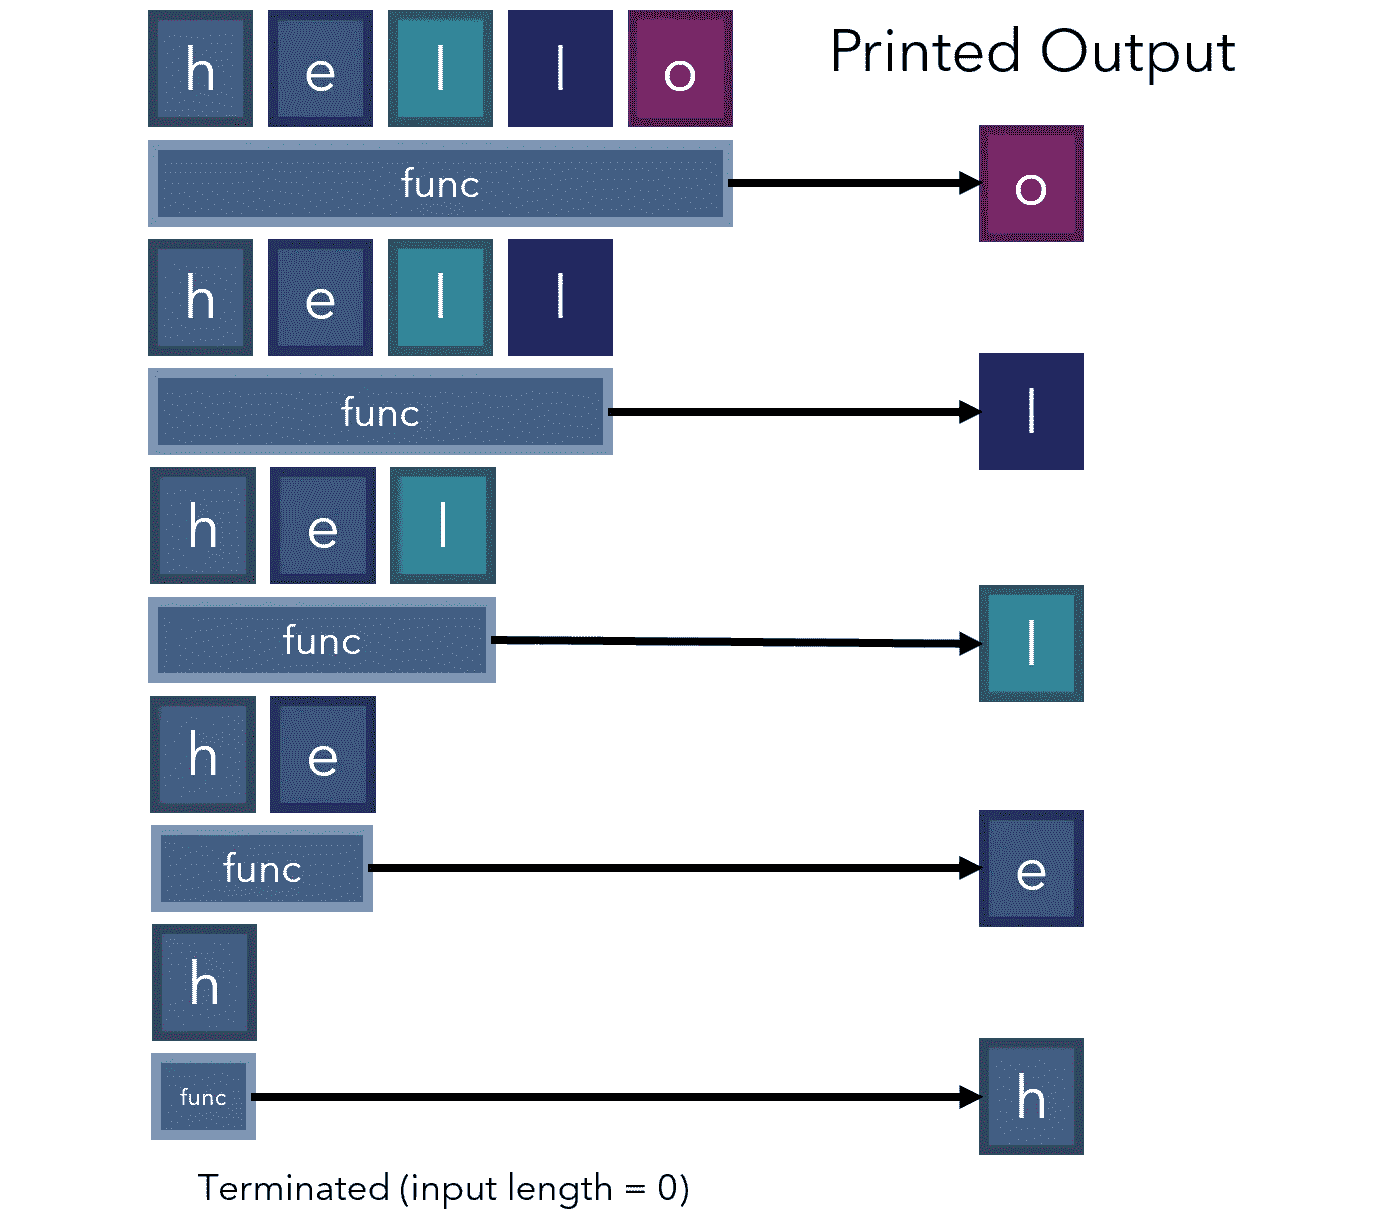 h e l l o
Printed Output
func
o
h e l l
func
l
h e l
func
l
h e
func
e
h
func
h
Terminated (input length = 0)